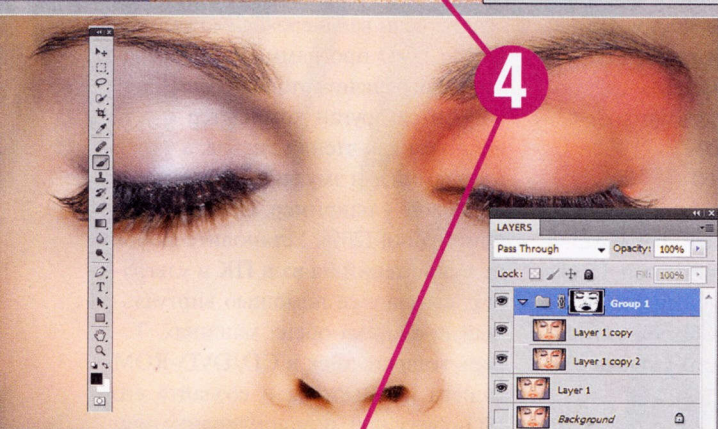 4
LAYERS
Pass Through Opacity: 100%
Lock: Fill: 100%
Group 1
Layer 1 copy
Layer 1 copy 2
Layer 1
Background